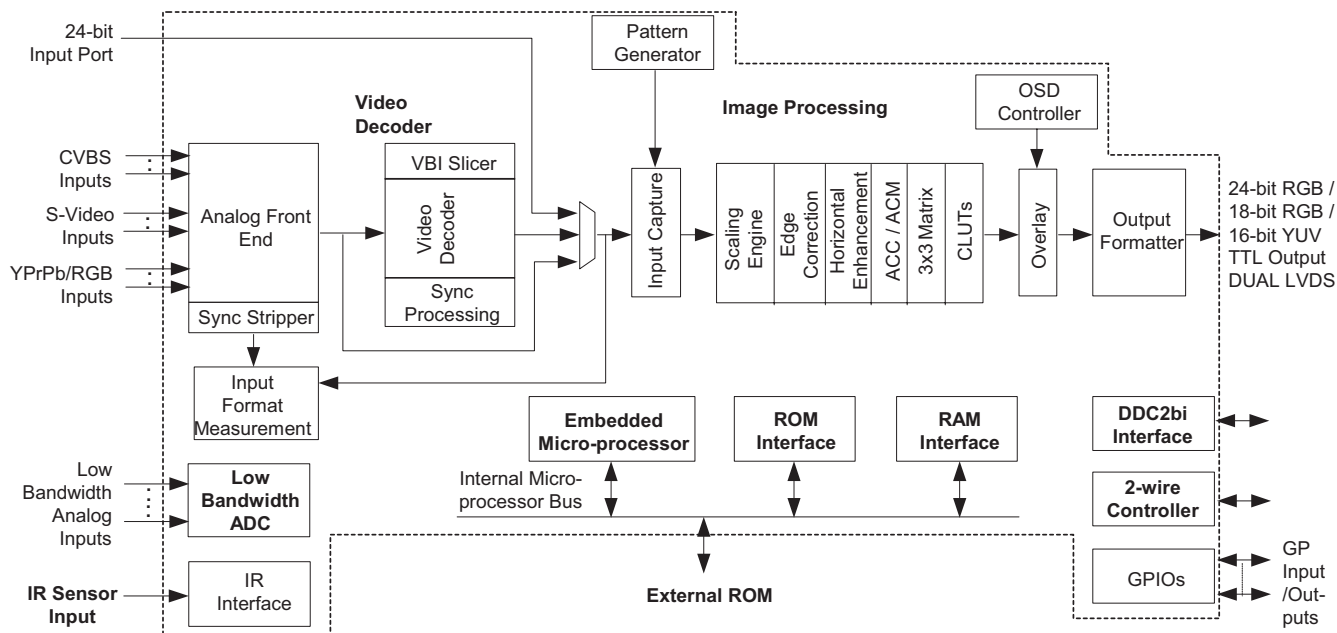 24-bit
Input Port
Pattern
Generator
OSD
Controller
Video
Decoder
Image Processing
CVBS
Inputs
S-Video
Inputs
YPrPb/RGB
Inputs
Analog Front
End
Sync Stripper
VBI Slicer
Video
Decoder
Sync
Processing
Input Capture
Scaling
Engine
Edge
Correction
Horizontal
Enhancement
ACC / ACM
3x3 Matrix
CLUTs
Overlay
Output
Formatter
24-bit RGB /
18-bit RGB /
16-bit YUV
TTL Output
DUAL LVDS
Input
Format
Measurement
Embedded
Micro-processor
ROM
Interface
RAM
Interface
DDC2bi
Interface
Low
Bandwidth
Analog
Inputs
Low
Bandwidth
ADC
Internal Micro-
processor Bus
2-wire
Controller
IR Sensor
Input
IR
Interface
External ROM
GPIOs
GP
Input
/Out-
puts